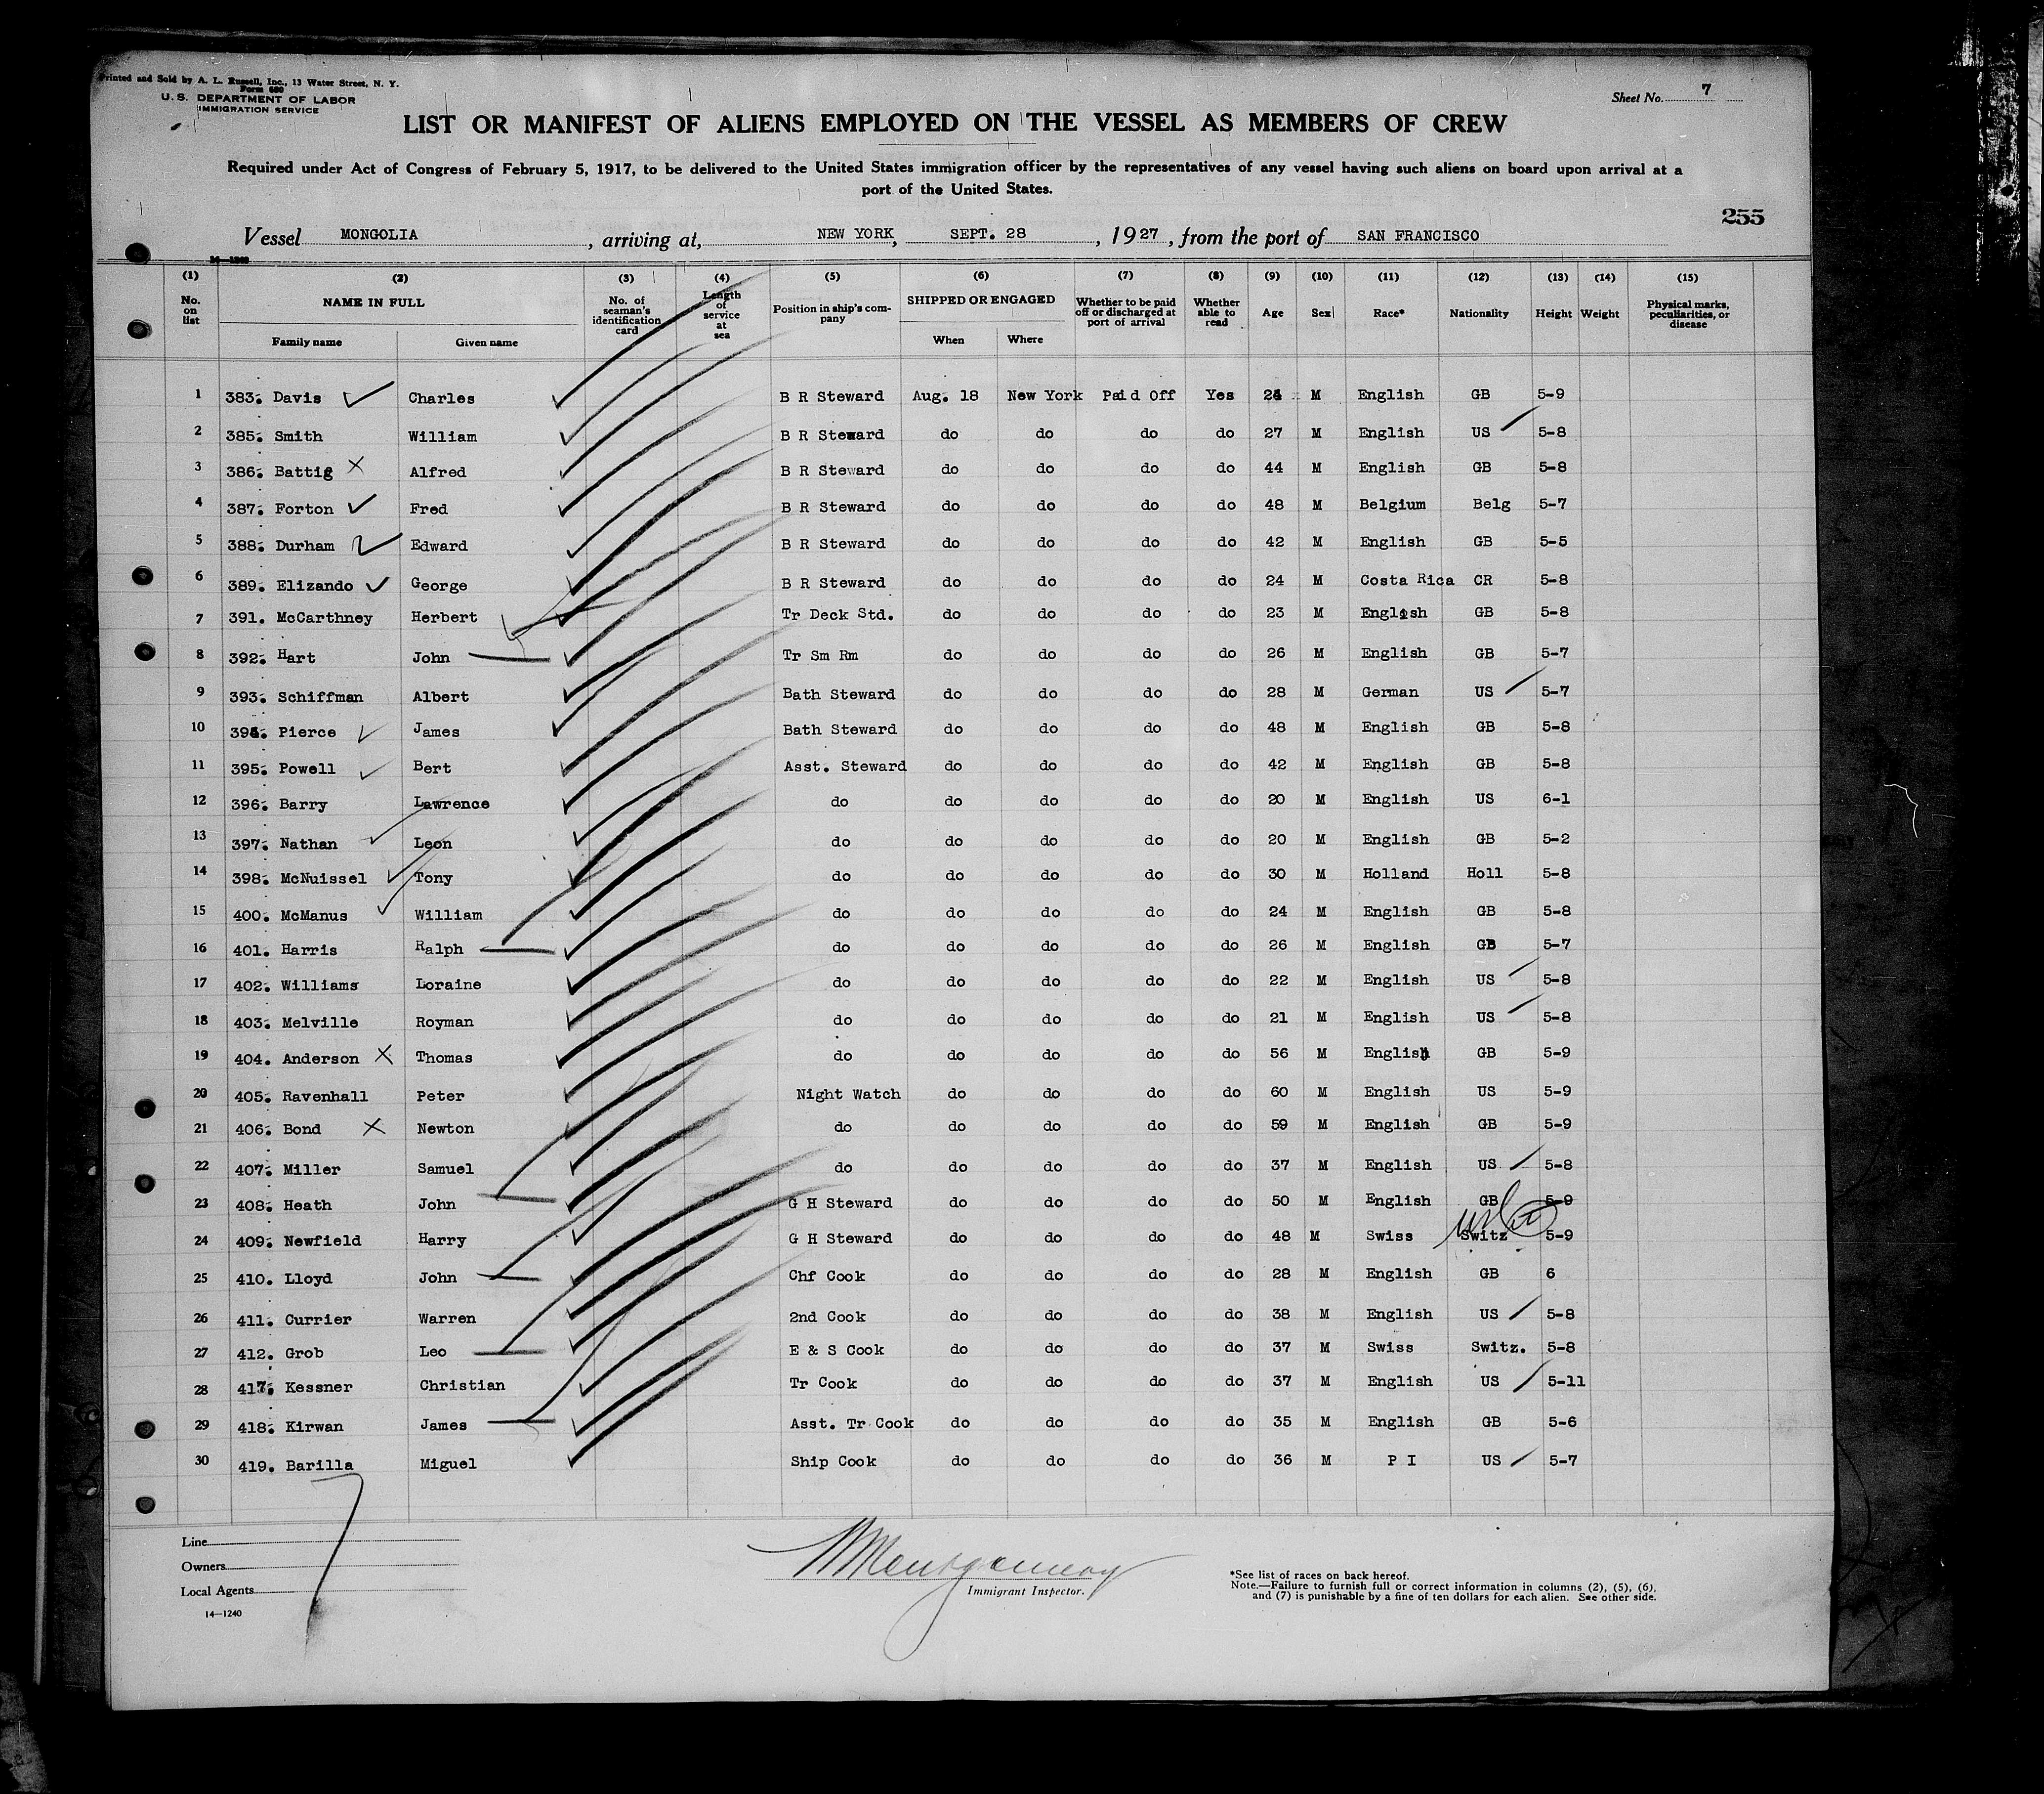 Printed and Sold by A. L. Russell, Inc., 13 Water Street, N. Y.
Form 680
U. S. DEPARTMENT OF LABOR
IMMIGRATION SERVICE
Sheet No. 7
LIST OR MANIFEST OF ALIENS EMPLOYED ON THE VESSEL AS MEMBERS OF CREW
Required under Act of Congress of February 5, 1917, to be delivered to the United States immigration officer by the representatives of any vessel having such aliens on board upon arrival at a
port of the United States.
255
Vessel MONGOLIA, arriving at, NEW YORK, SEPT. 28, 1927, from the port of SAN FRANCISCO
14-1240
(1) (2) (3) (4) (5) (6) (7) (8) (9) (10) (11) (12) (13) (14) (15)
No. on list NAME IN FULL Family name Given name No. of seaman's identification card Length of service at sea Position in ship's company SHIPPED OR ENGAGED When Where Whether to be paid off or discharged at port of arrival Whether able to read Age Sex Race* Nationality Height Weight Physical marks, peculiarities, or disease
1 383. Davis Charles B R Steward Aug. 18 New York Paid Off Yes 24 M English GB 5-9
2 385. Smith William B R Steward do do do do 27 M English US 5-8
3 386. Battig Alfred B R Steward do do do do 44 M English GB 5-8
4 387. Forton Fred B R Steward do do do do 48 M Belgium Belg 5-7
5 388. Durham Edward B R Steward do do do do 42 M English GB 5-5
6 389. Elizando George B R Steward do do do do 24 M Costa Rica CR 5-8
7 391. McCarthney Herbert Tr Deck Std. do do do do 23 M English GB 5-8
8 392. Hart John Tr Sm Rm do do do do 26 M English GB 5-7
9 393. Schiffman Albert Bath Steward do do do do 28 M German US 5-7
10 394. Pierce James Bath Steward do do do do 48 M English GB 5-8
11 395. Powell Bert Asst. Steward do do do do 42 M English GB 5-8
12 396. Barry Lawrence do do do do do 20 M English US 6-1
13 397. Nathan Leon do do do do do 20 M English GB 5-2
14 398. McNuissel Tony do do do do do 30 M Holland Holl 5-8
15 400. McManus William do do do do do 24 M English GB 5-8
16 401. Harris Ralph do do do do do 26 M English GB 5-7
17 402. Williams Loraine do do do do do 22 M English US 5-8
18 403. Melville Royman do do do do do 21 M English US 5-8
19 404. Anderson Thomas do do do do do 56 M English GB 5-9
20 405. Ravenhall Peter Night Watch do do do do 60 M English US 5-9
21 406. Bond Newton do do do do do 59 M English GB 5-9
22 407. Miller Samuel do do do do do 37 M English US 5-8
23 408. Heath John G H Steward do do do do 50 M English GB 5-9
24 409. Newfield Harry G H Steward do do do do 48 M Swiss Switz 5-9
25 410. Lloyd John Chf Cook do do do do 28 M English GB 6
26 411. Currier Warren 2nd Cook do do do do 38 M English US 5-8
27 412. Grob Leo E & S Cook do do do do 37 M Swiss Switz. 5-8
28 417. Kessner Christian Tr Cook do do do do 37 M English US 5-11
29 418. Kirwan James Asst. Tr Cook do do do do 35 M English GB 5-6
30 419. Barilla Miguel Ship Cook do do do do 36 M P I US 5-7
7
Line
Owners
Local Agents
14—1240
Montgomery
Immigrant Inspector.
*See list of races on back hereof.
Note.—Failure to furnish full or correct information in columns (2), (5), (6),
and (7) is punishable by a fine of ten dollars for each alien. See other side.